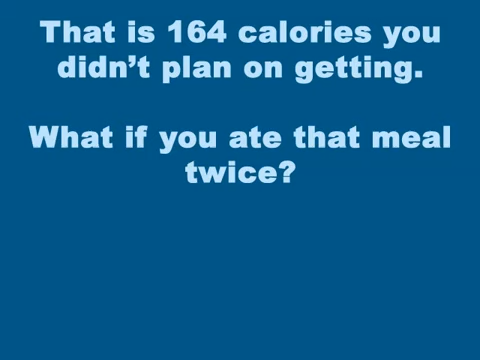 That is 164 calories you
didn’t plan on getting.
What if you ate that meal
twice?